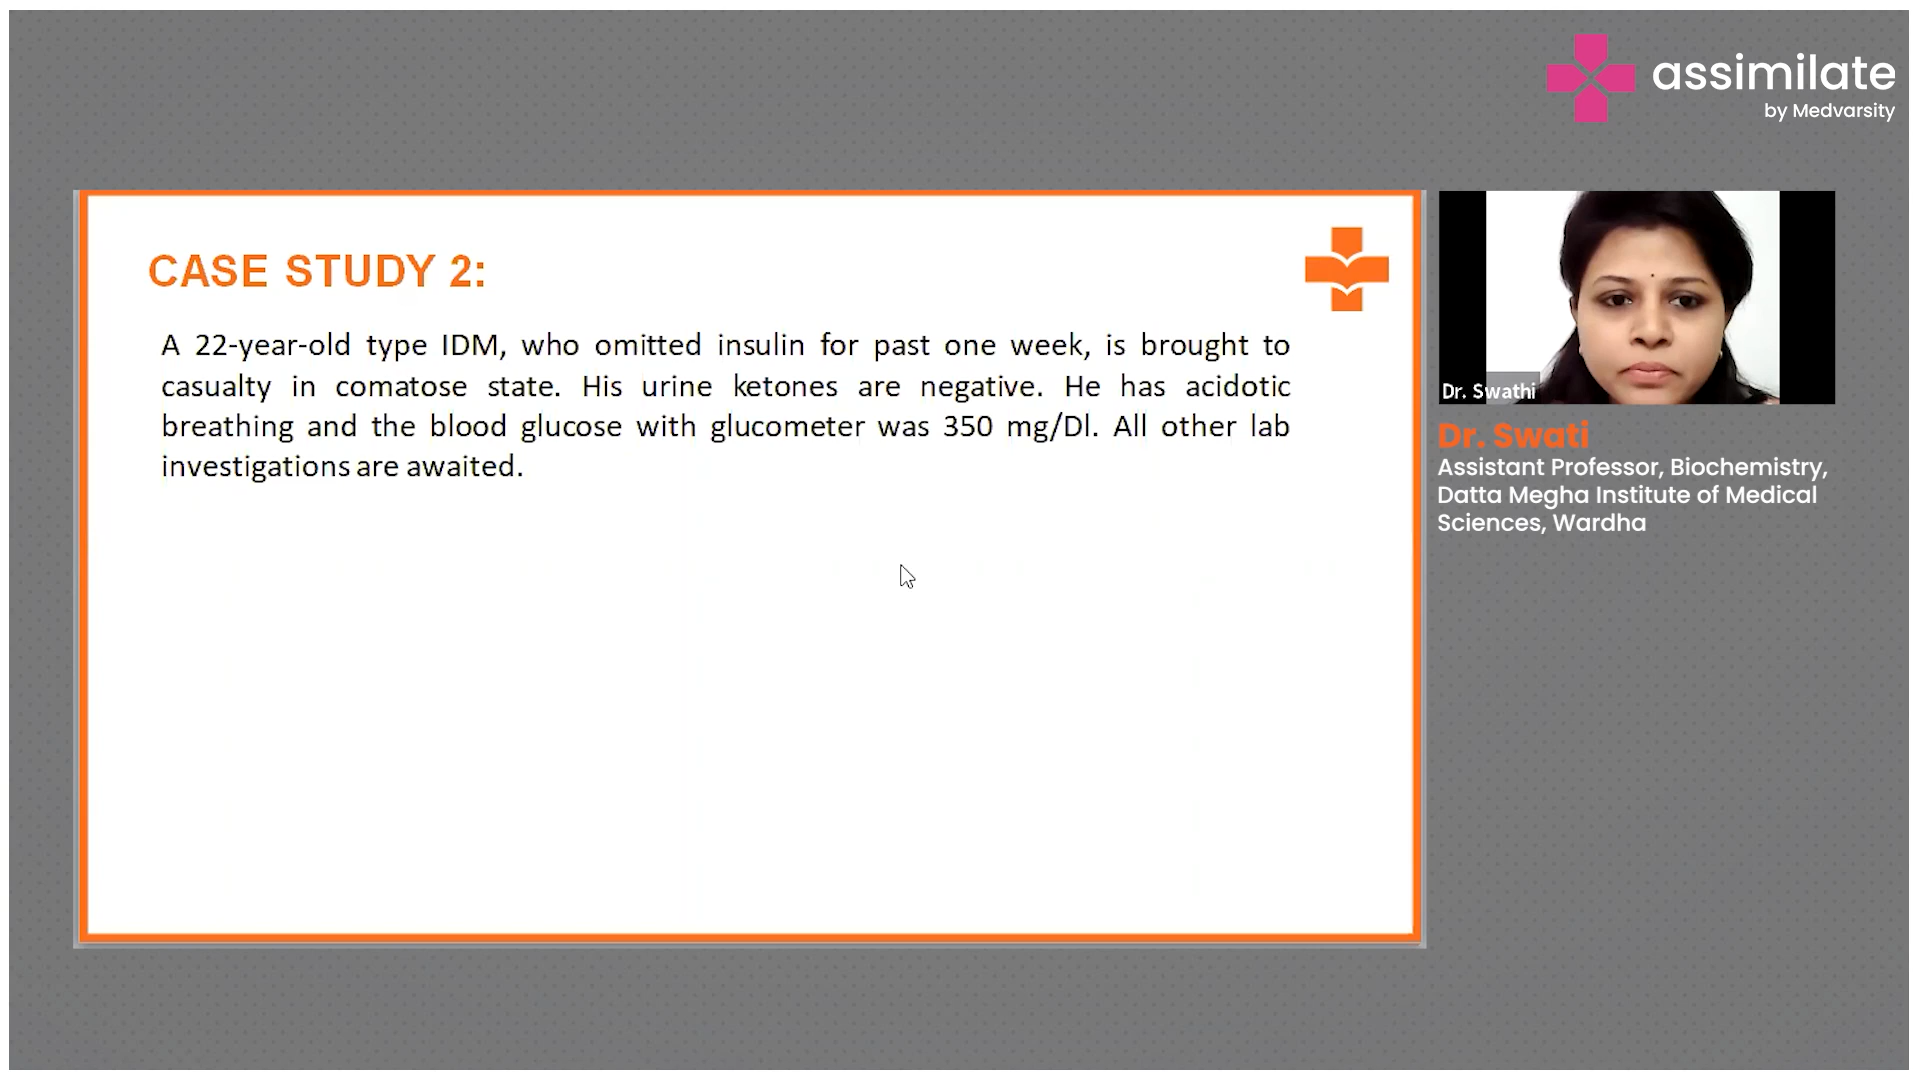 assimilate
by Medvarsity
CASE STUDY 2:
A 22-year-old type IDM, who omitted insulin for past one week, is brought to
casualty in comatose state. His urine ketones are negative. He has acidotic
breathing and the blood glucose with glucometer was 350 mg/Dl. All other lab
investigations are awaited.
Dr. Swathi
Dr. Swati
Assistant Professor, Biochemistry,
Datta Megha Institute of Medical
Sciences, Wardha